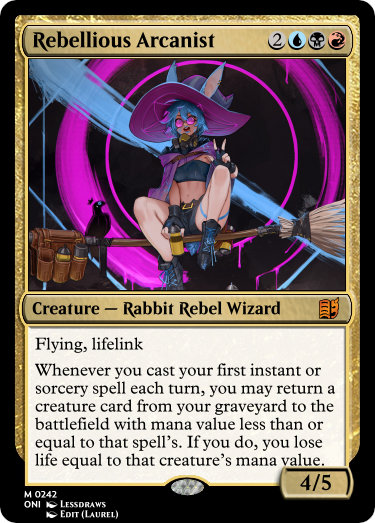 Rebellious Arcanist 2
Creature — Rabbit Rebel Wizard
Flying, lifelink
Whenever you cast your first instant or
sorcery spell each turn, you may return a
creature card from your graveyard to the
battlefield with mana value less than or
equal to that spell's. If you do, you lose
life equal to that creature's mana value.
4/5
M 0242
ONI Lessdraws
Edit (Laurel)